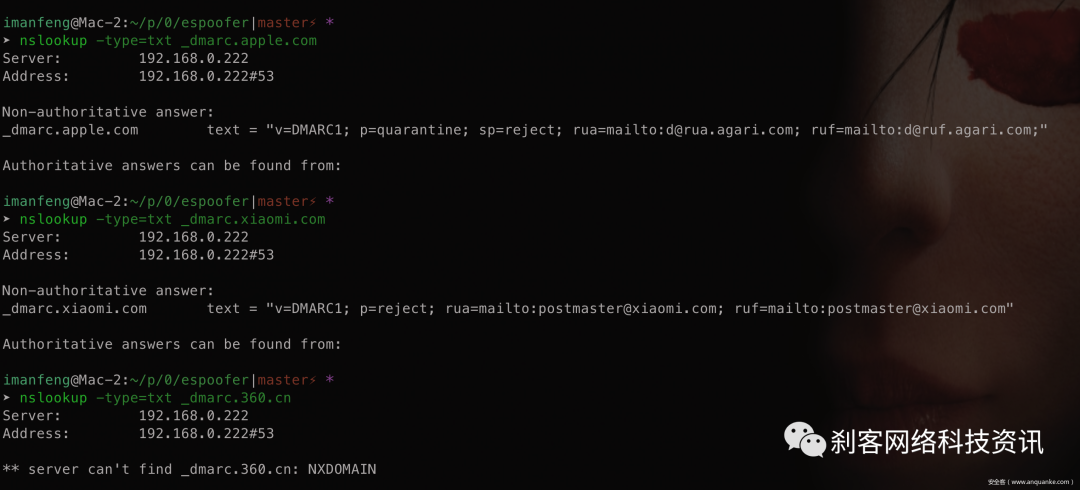 imanfeng@Mac-2:~/p/0/espoofer|master⚡ *
➤ nslookup -type=txt _dmarc.apple.com
Server: 192.168.0.222
Address: 192.168.0.222#53
Non-authoritative answer:
_dmarc.apple.com text = "v=DMARC1; p=quarantine; sp=reject; rua=mailto:d@rua.agari.com; ruf=mailto:d@ruf.agari.com;"
Authoritative answers can be found from:
imanfeng@Mac-2:~/p/0/espoofer|master⚡ *
➤ nslookup -type=txt _dmarc.xiaomi.com
Server: 192.168.0.222
Address: 192.168.0.222#53
Non-authoritative answer:
_dmarc.xiaomi.com text = "v=DMARC1; p=reject; rua=mailto:postmaster@xiaomi.com; ruf=mailto:postmaster@xiaomi.com"
Authoritative answers can be found from:
imanfeng@Mac-2:~/p/0/espoofer|master⚡ *
➤ nslookup -type=txt _dmarc.360.cn
Server: 192.168.0.222
Address: 192.168.0.222#53
** server can't find _dmarc.360.cn: NXDOMAIN
刹客网络科技资讯
安全客（www.anquanke.com）